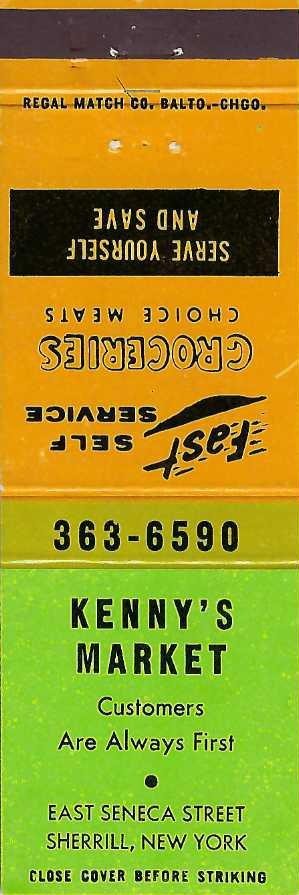 REGAL MATCH CO. BALTO.-CHGO.
Fast
SELF
SERVICE
GROCERIES
CHOICE MEATS
SERVE YOURSELF
AND SAVE
363-6590
KENNY'S
MARKET
Customers
Are Always First
EAST SENECA STREET
SHERRILL, NEW YORK
CLOSE COVER BEFORE STRIKING